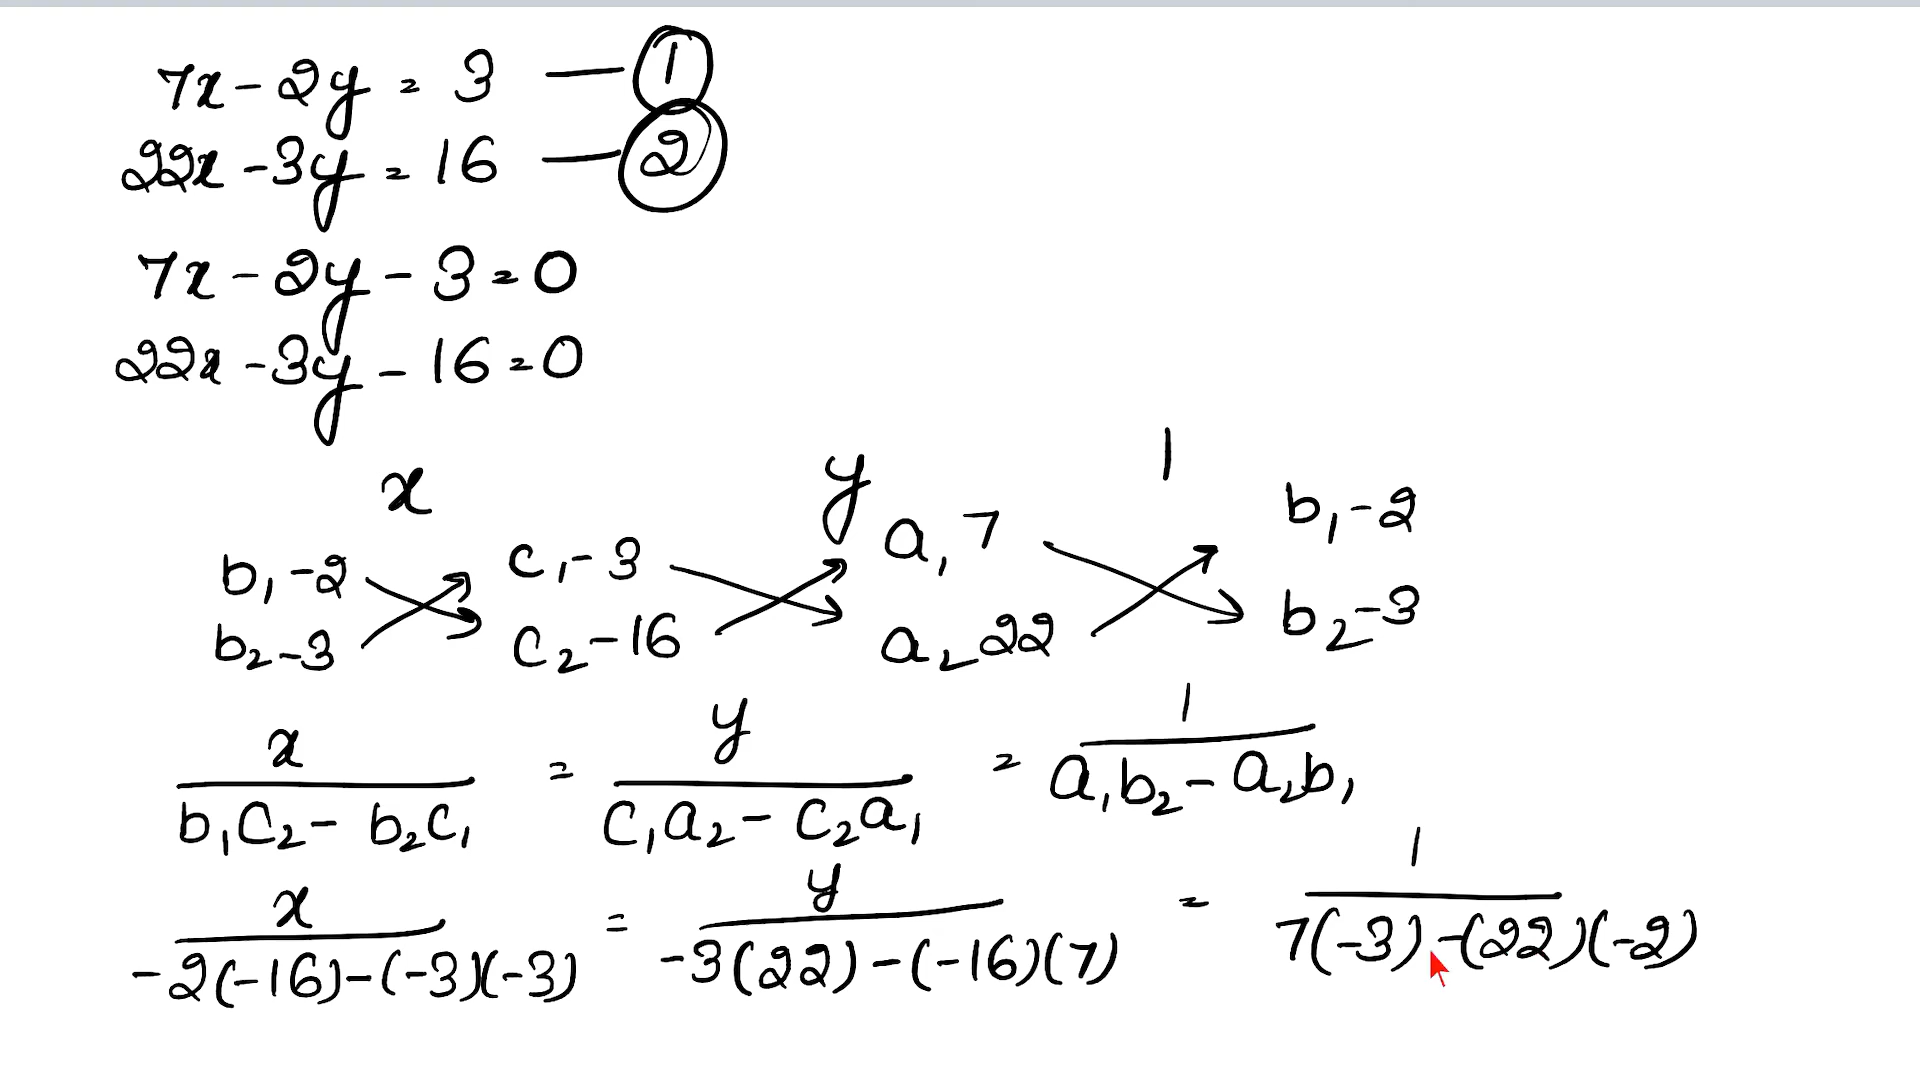 7x - 2y = 3 — 1
22x - 3y = 16 — 2
7x - 2y - 3 = 0
22x - 3y - 16 = 0
x y 1
b₁ -2 c₁ -3 a₁ 7 b₁ -2
b₂ -3 c₂ -16 a₂ 22 b₂ -3
x/(b₁c₂ - b₂c₁) = y/(c₁a₂ - c₂a₁) = 1/(a₁b₂ - a₂b₁)
x/(-2(-16) - (-3)(-3)) = y/(-3(22) - (-16)(7)) = 1/(7(-3) - (22)(-2))